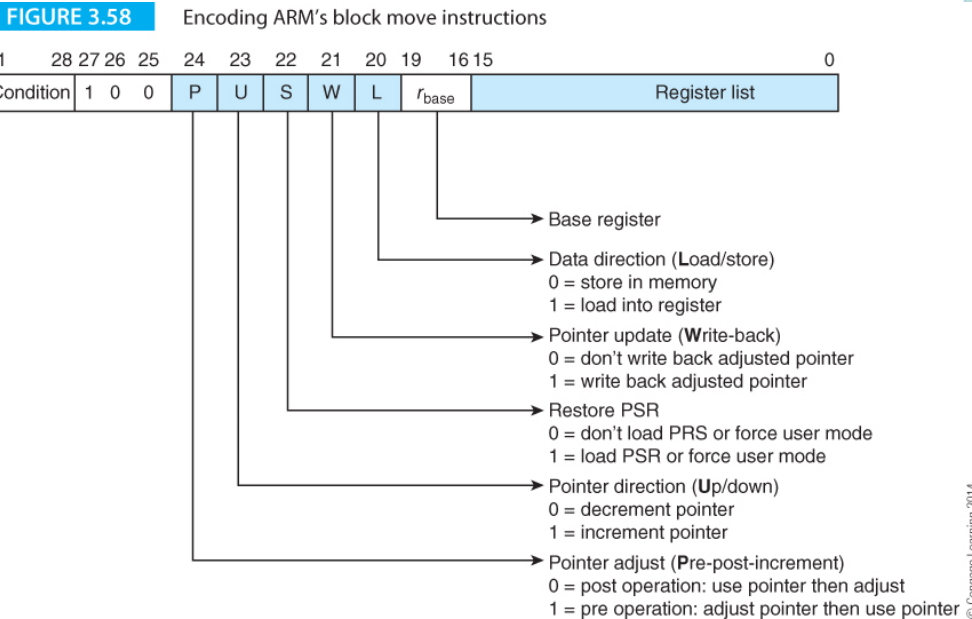 FIGURE 3.58 Encoding ARM's block move instructions
1 28 27 26 25 24 23 22 21 20 19 16 15 0
Condition 1 0 0 P U S W L rbase Register list
Base register
Data direction (Load/store)
0 = store in memory
1 = load into register
Pointer update (Write-back)
0 = don't write back adjusted pointer
1 = write back adjusted pointer
Restore PSR
0 = don't load PRS or force user mode
1 = load PSR or force user mode
Pointer direction (Up/down)
0 = decrement pointer
1 = increment pointer
Pointer adjust (Pre-post-increment)
0 = post operation: use pointer then adjust
1 = pre operation: adjust pointer then use pointer
© Cengage Learning 2014